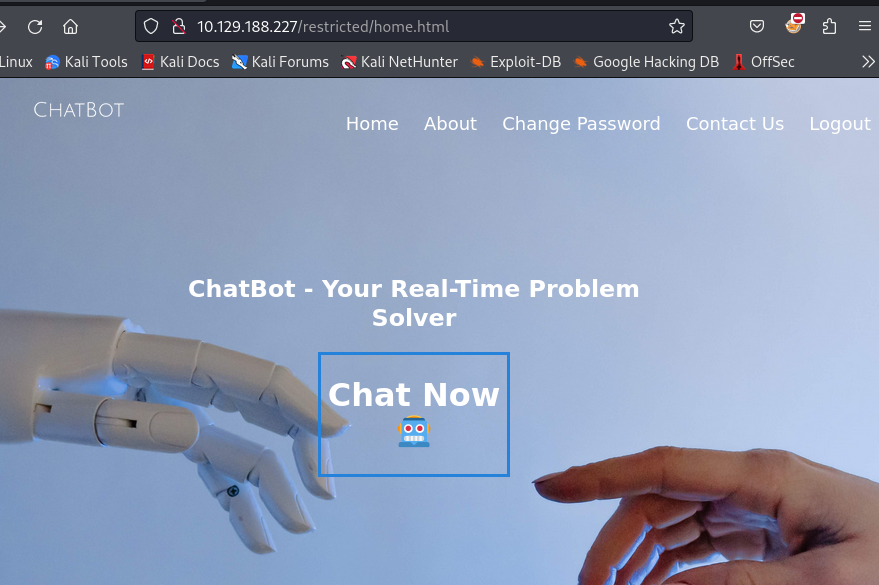 10.129.188.227/restricted/home.html
Linux Kali Tools Kali Docs Kali Forums Kali NetHunter Exploit-DB Google Hacking DB OffSec
CHATBOT
Home About Change Password Contact Us Logout
ChatBot - Your Real-Time Problem
Solver
Chat Now